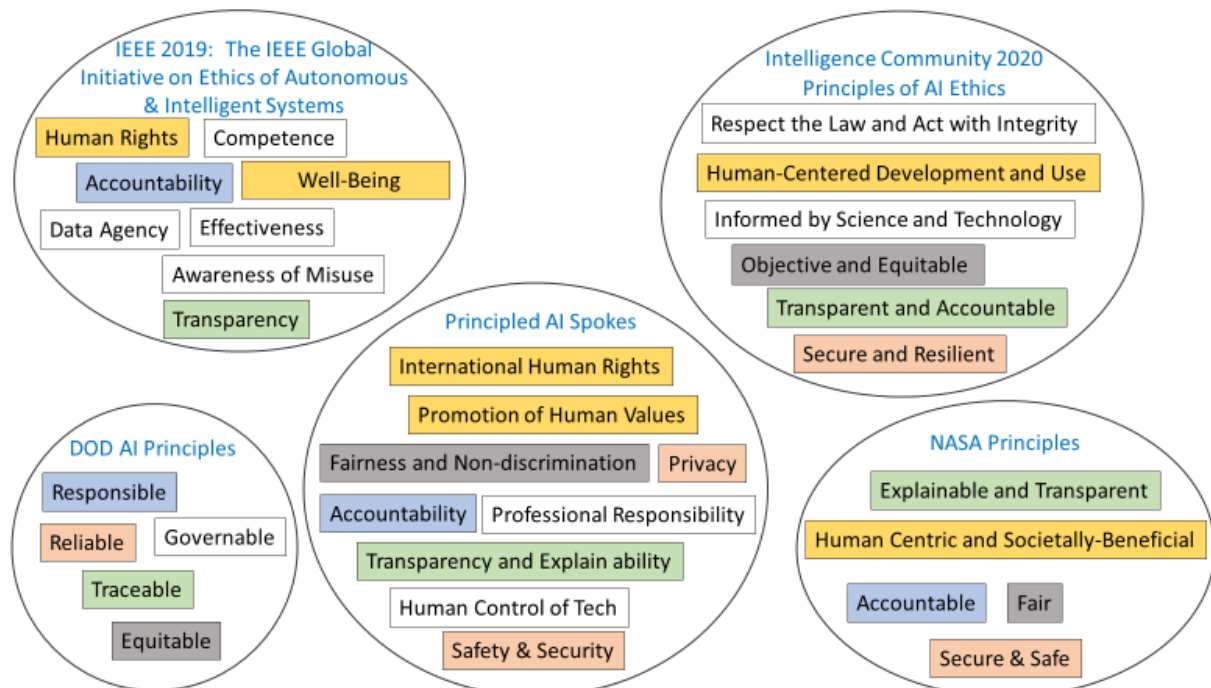 IEEE 2019: The IEEE Global
Initiative on Ethics of Autonomous
& Intelligent Systems
Human Rights
Competence
Accountability
Well-Being
Data Agency
Effeectiveness
Awareness of Misuse
Transparency
Intelligence Community 2020
Principles of AI Ethics
Respect the Law and Act with Integrity
Human-Centered Development and Use
Informed by Science and Technology
Objective and Equitable
Transparent and Accountable
Secure and Resilient
Principled AI Spokes
International Human Rights
Promotion of Human Values
Fairness and Non-discrimination
Privacy
Accountability
Professional Responsibility
Transparency and Explain ability
Human Control of Tech
Safety & Security
DOD AI Principles
Responsible
Reliable
Governable
Traceable
Equitable
NASA Principles
Explainable and Transparent
Human Centric and Societally-Beneficial
Accountable
Fair
Secure & Safe